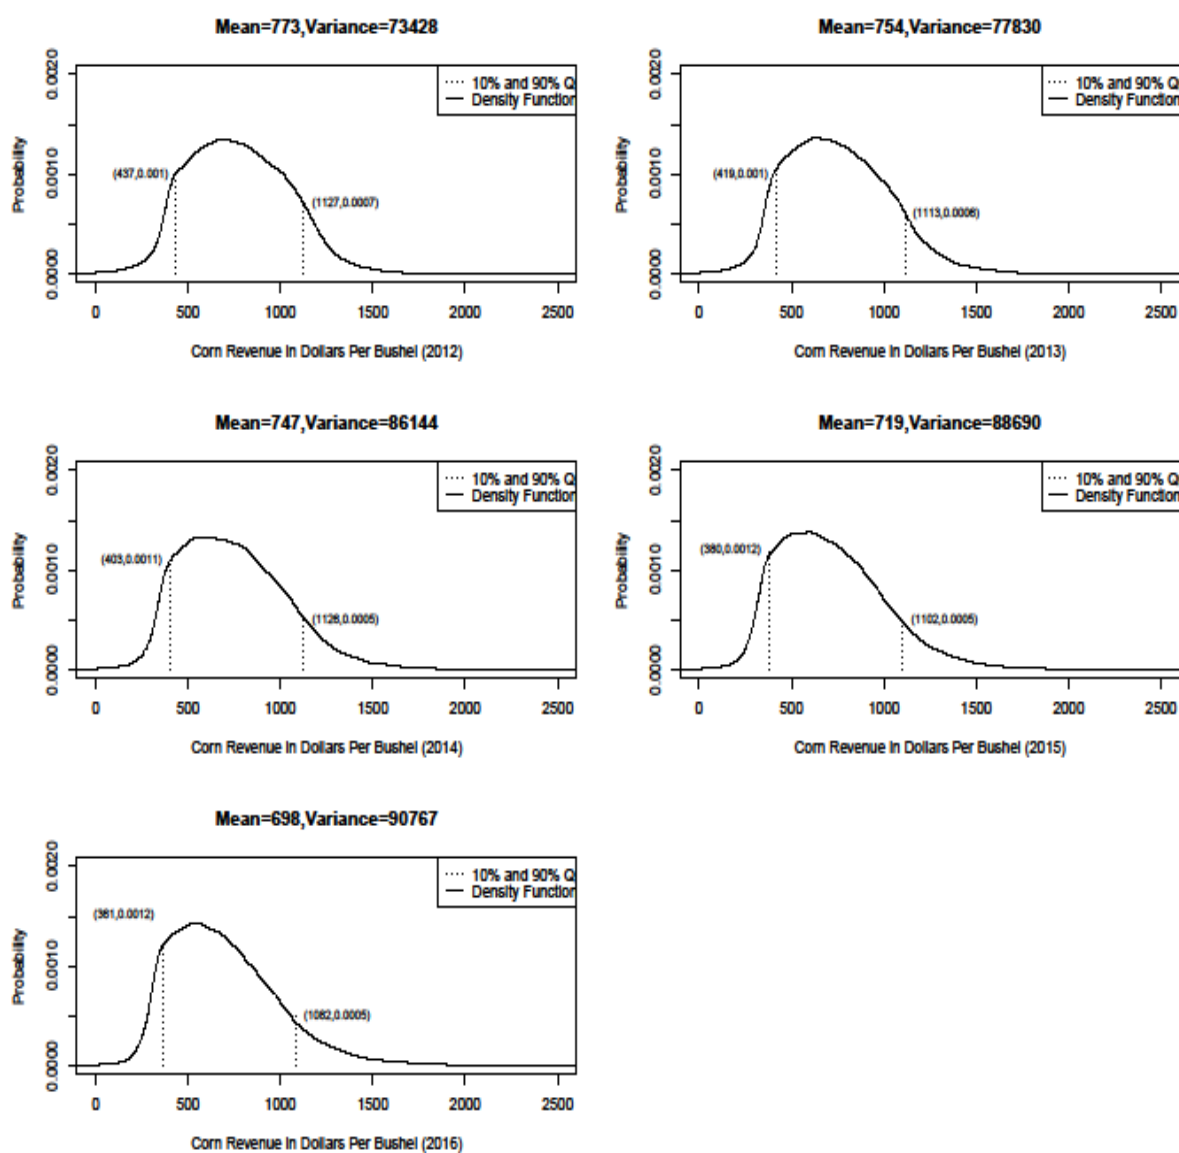 Mean=773,Variance=73428
Probability
0.0000 0.0010 0.0020
10% and 90% Q
Density Function
(437,0.001)
(1127,0.0007)
0 500 1000 1500 2000 2500
Corn Revenue In Dollars Per Bushel (2012)
Mean=754,Variance=77830
Probability
0.0000 0.0010 0.0020
10% and 90% Q
Density Function
(419,0.001)
(1113,0.0006)
0 500 1000 1500 2000 2500
Corn Revenue In Dollars Per Bushel (2013)
Mean=747,Variance=86144
Probability
0.0000 0.0010 0.0020
10% and 90% Q
Density Function
(403,0.0011)
(1126,0.0005)
0 500 1000 1500 2000 2500
Corn Revenue In Dollars Per Bushel (2014)
Mean=719,Variance=88690
Probability
0.0000 0.0010 0.0020
10% and 90% Q
Density Function
(380,0.0012)
(1102,0.0005)
0 500 1000 1500 2000 2500
Corn Revenue In Dollars Per Bushel (2015)
Mean=698,Variance=90767
Probability
0.0000 0.0010 0.0020
10% and 90% Q
Density Function
(361,0.0012)
(1082,0.0005)
0 500 1000 1500 2000 2500
Corn Revenue In Dollars Per Bushel (2016)